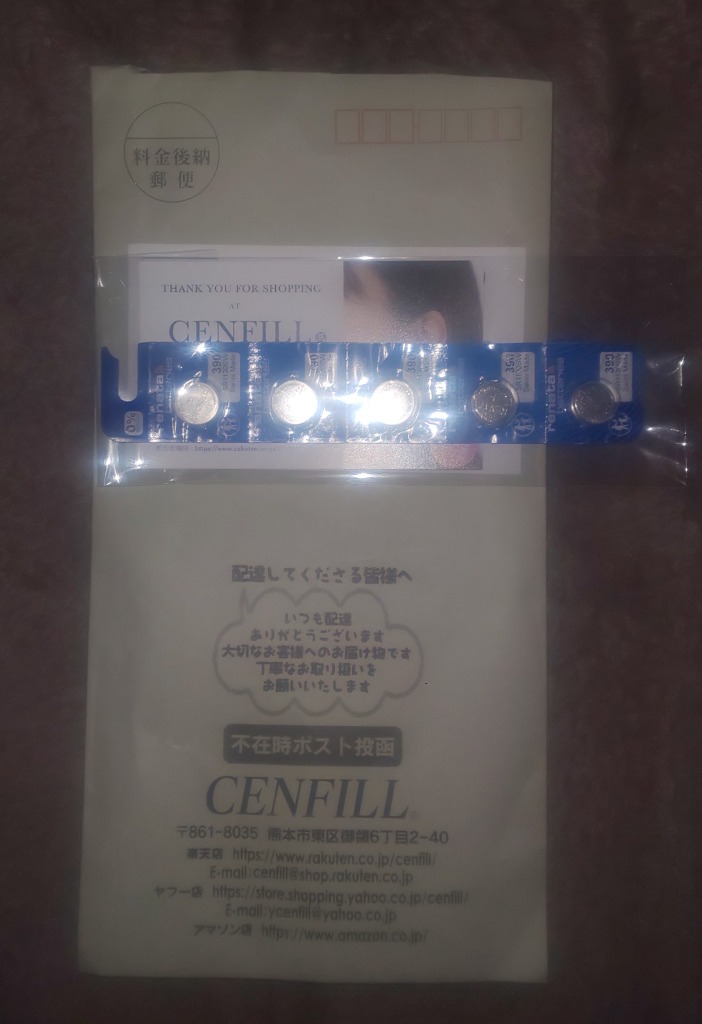 料金後納
郵便
THANK YOU FOR SHOPPING
AT
CENFILL
renata
390
0%
renata
390
390
390
renata
390
配達してくださる皆様へ
いつも配達
ありがとうございます
大切なお客様へのお届け物です
丁寧なお取り扱いを
お願いいたします
不在時ポスト投函
CENFILL
〒861-8035 熊本市東区御領6丁目2-40
楽天店 https://www.rakuten.co.jp/cenfill/
E-mail:cenfill@shop.rakuten.co.jp
ヤフー店 https://store.shopping.yahoo.co.jp/cenfill/
E-mail:ycenfill@yahoo.co.jp
アマゾン店 https://www.amazon.co.jp/